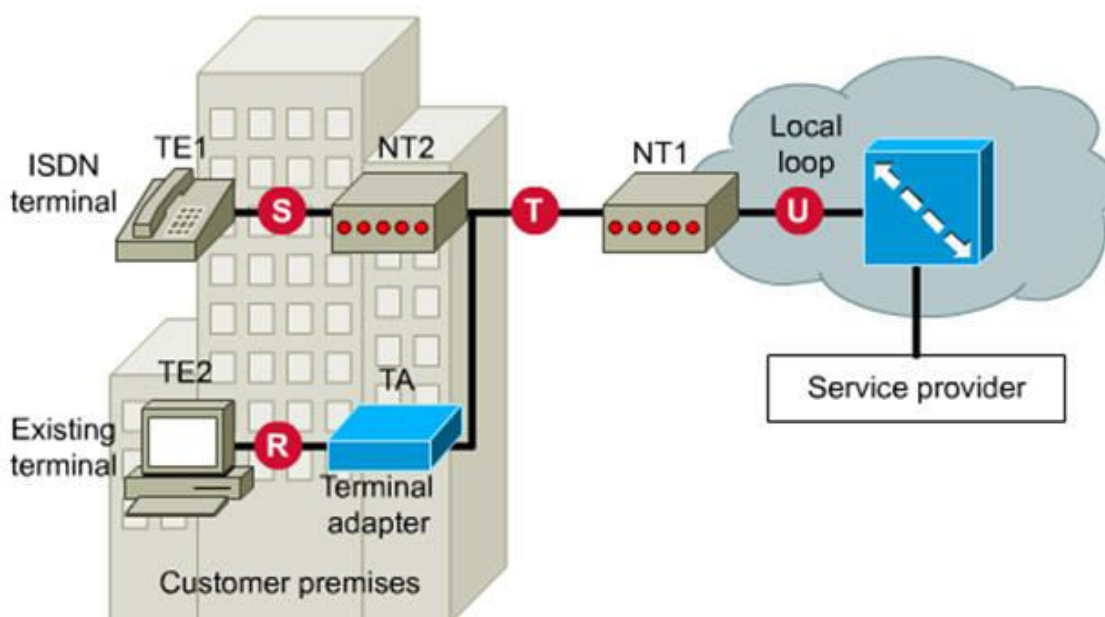 ISDN
terminal
TE1
S
NT2
T
NT1
Local
loop
U
Service provider
TE2
Existing
terminal
R
TA
Terminal
adapter
Customer premises